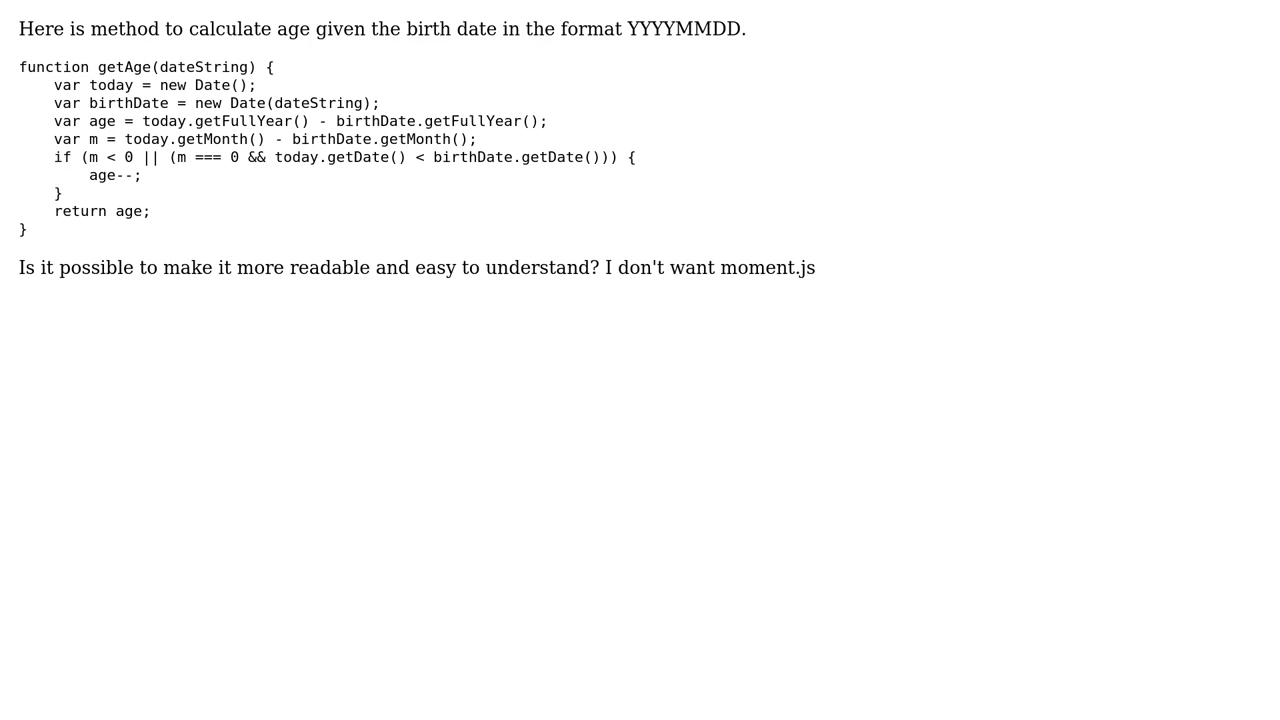 Here is method to calculate age given the birth date in the format YYYYMMDD.
function getAge(dateString) {
    var today = new Date();
    var birthDate = new Date(dateString);
    var age = today.getFullYear() - birthDate.getFullYear();
    var m = today.getMonth() - birthDate.getMonth();
    if (m < 0 || (m === 0 && today.getDate() < birthDate.getDate())) {
        age--;
    }
    return age;
}
Is it possible to make it more readable and easy to understand? I don't want moment.js